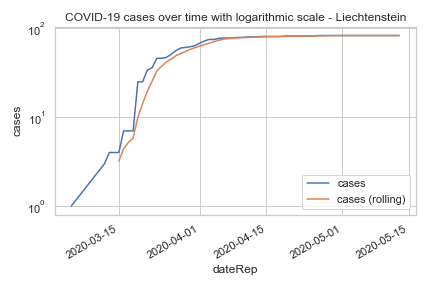 COVID-19 cases over time with logarithmic scale - Liechtenstein
10²
10¹
10⁰
cases
cases
cases (rolling)
2020-03-15
2020-04-01
2020-04-15
2020-05-01
2020-05-15
dateRep